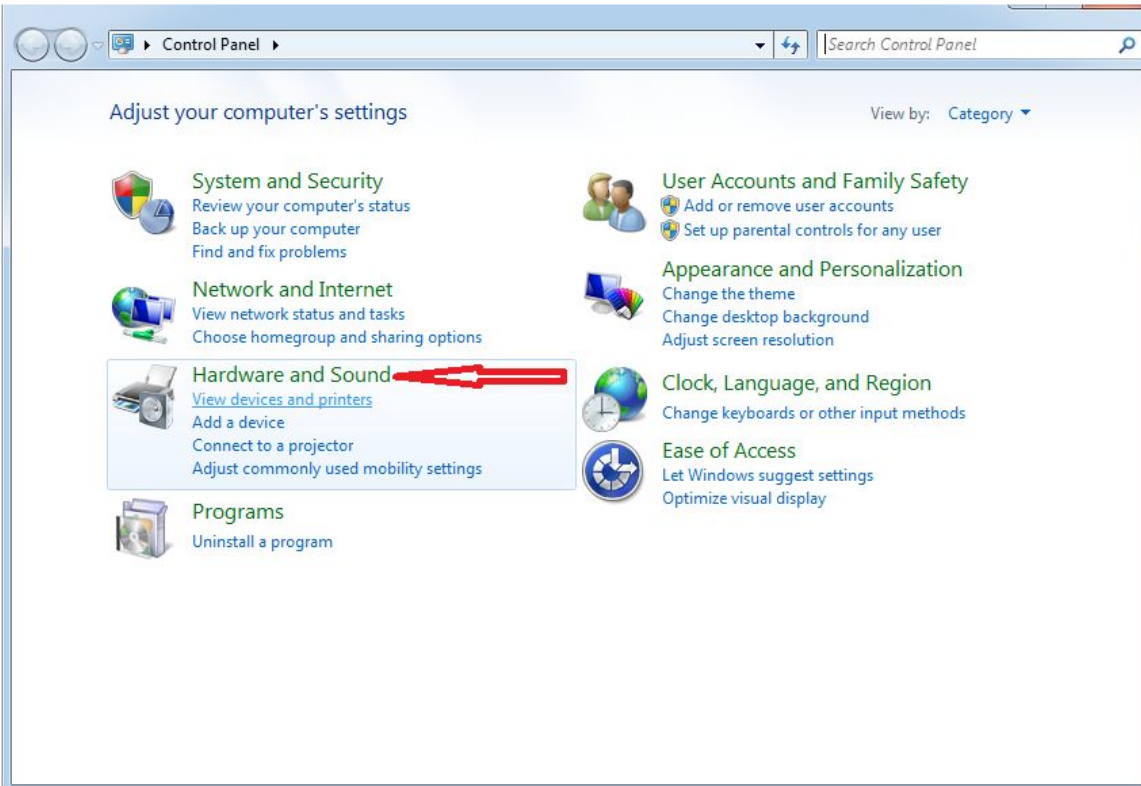 Control Panel
Search Control Panel
Adjust your computer's settings
View by: Category
System and Security
Review your computer's status
Back up your computer
Find and fix problems
Network and Internet
View network status and tasks
Choose homegroup and sharing options
Hardware and Sound
View devices and printers
Add a device
Connect to a projector
Adjust commonly used mobility settings
Programs
Uninstall a program
User Accounts and Family Safety
Add or remove user accounts
Set up parental controls for any user
Appearance and Personalization
Change the theme
Change desktop background
Adjust screen resolution
Clock, Language, and Region
Change keyboards or other input methods
Ease of Access
Let Windows suggest settings
Optimize visual display